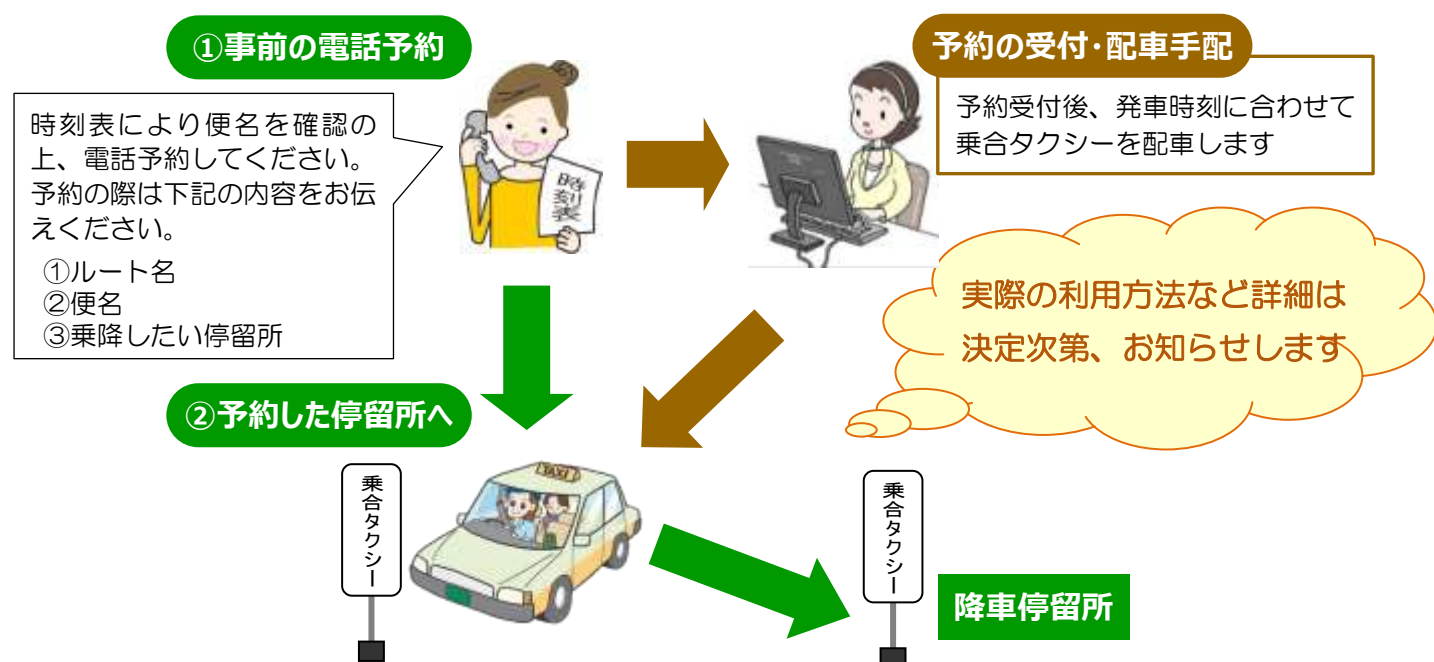 ①事前の電話予約
時刻表により便名を確認の
上、電話予約してください。
予約の際は下記の内容をお伝
えください。
①ルート名
②便名
③乗降したい停留所
時刻表
予約の受付・配車手配
予約受付後、発車時刻に合わせて
乗合タクシーを配車します
実際の利用方法など詳細は
決定次第、お知らせします
②予約した停留所へ
乗合タクシー
TAXI
乗合タクシー
降車停留所